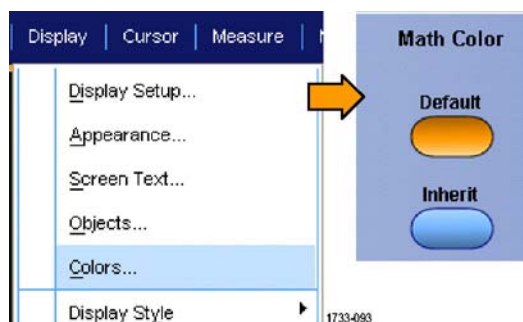 Display | Cursor | Measure |
Display Setup...
Appearance...
Screen Text...
Objects...
Colors...
Display Style
Math Color
Default
Inherit
1733-093